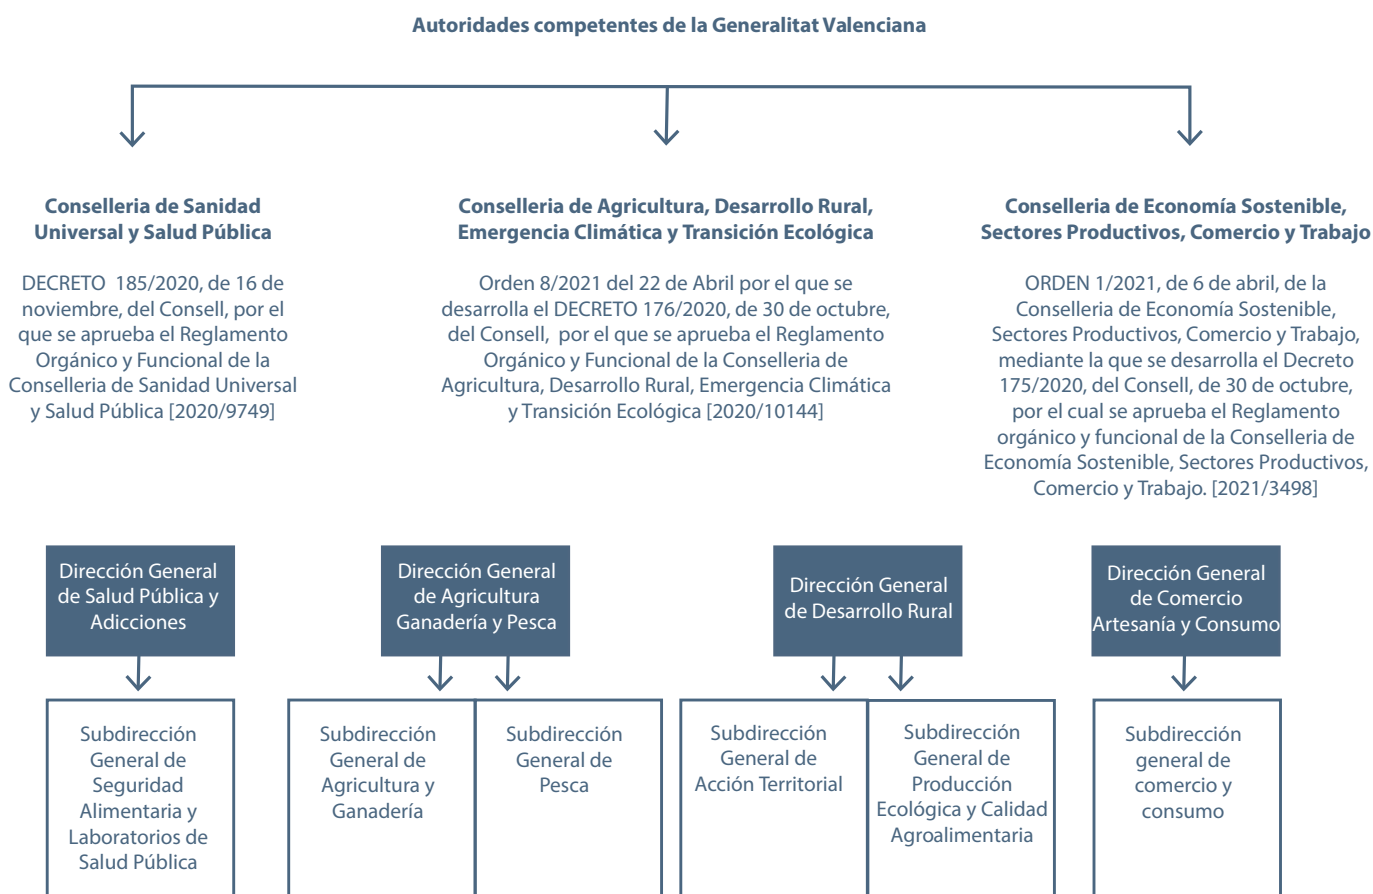 Autoridades competentes de la Generalitat Valenciana
Conselleria de Sanidad
Universal y Salud Pública
DECRETO 185/2020, de 16 de
noviembre, del Consell, por el
que se aprueba el Reglamento
Orgánico y Funcional de la
Conselleria de Sanidad Universal
y Salud Pública [2020/9749]
Conselleria de Agricultura, Desarrollo Rural,
Emergencia Climática y Transición Ecológica
Orden 8/2021 del 22 de Abril por el que se
desarrolla el DECRETO 176/2020, de 30 de octubre,
del Consell, por el que se aprueba el Reglamento
Orgánico y Funcional de la Conselleria de
Agricultura, Desarrollo Rural, Emergencia Climática
y Transición Ecológica [2020/10144]
Conselleria de Economía Sostenible,
Sectores Productivos, Comercio y Trabajo
ORDEN 1/2021, de 6 de abril, de la
Conselleria de Economía Sostenible,
Sectores Productivos, Comercio y Trabajo,
mediante la que se desarrolla el Decreto
175/2020, del Consell, de 30 de octubre,
por el cual se aprueba el Reglamento
orgánico y funcional de la Conselleria de
Economía Sostenible, Sectores Productivos,
Comercio y Trabajo. [2021/3498]
Dirección General
de Salud Pública y
Adicciones
Dirección General
de Agricultura
Ganadería y Pesca
Dirección General
de Desarrollo Rural
Dirección General
de Comercio
Artesanía y Consumo
Subdirección
General de
Seguridad
Alimentaria y
Laboratorios de
Salud Pública
Subdirección
General de
Agricultura y
Ganadería
Subdirección
General de
Pesca
Subdirección
General de
Acción Territorial
Subdirección
General de
Producción
Ecológica y Calidad
Agroalimentaria
Subdirección
general de
comercio y
consumo